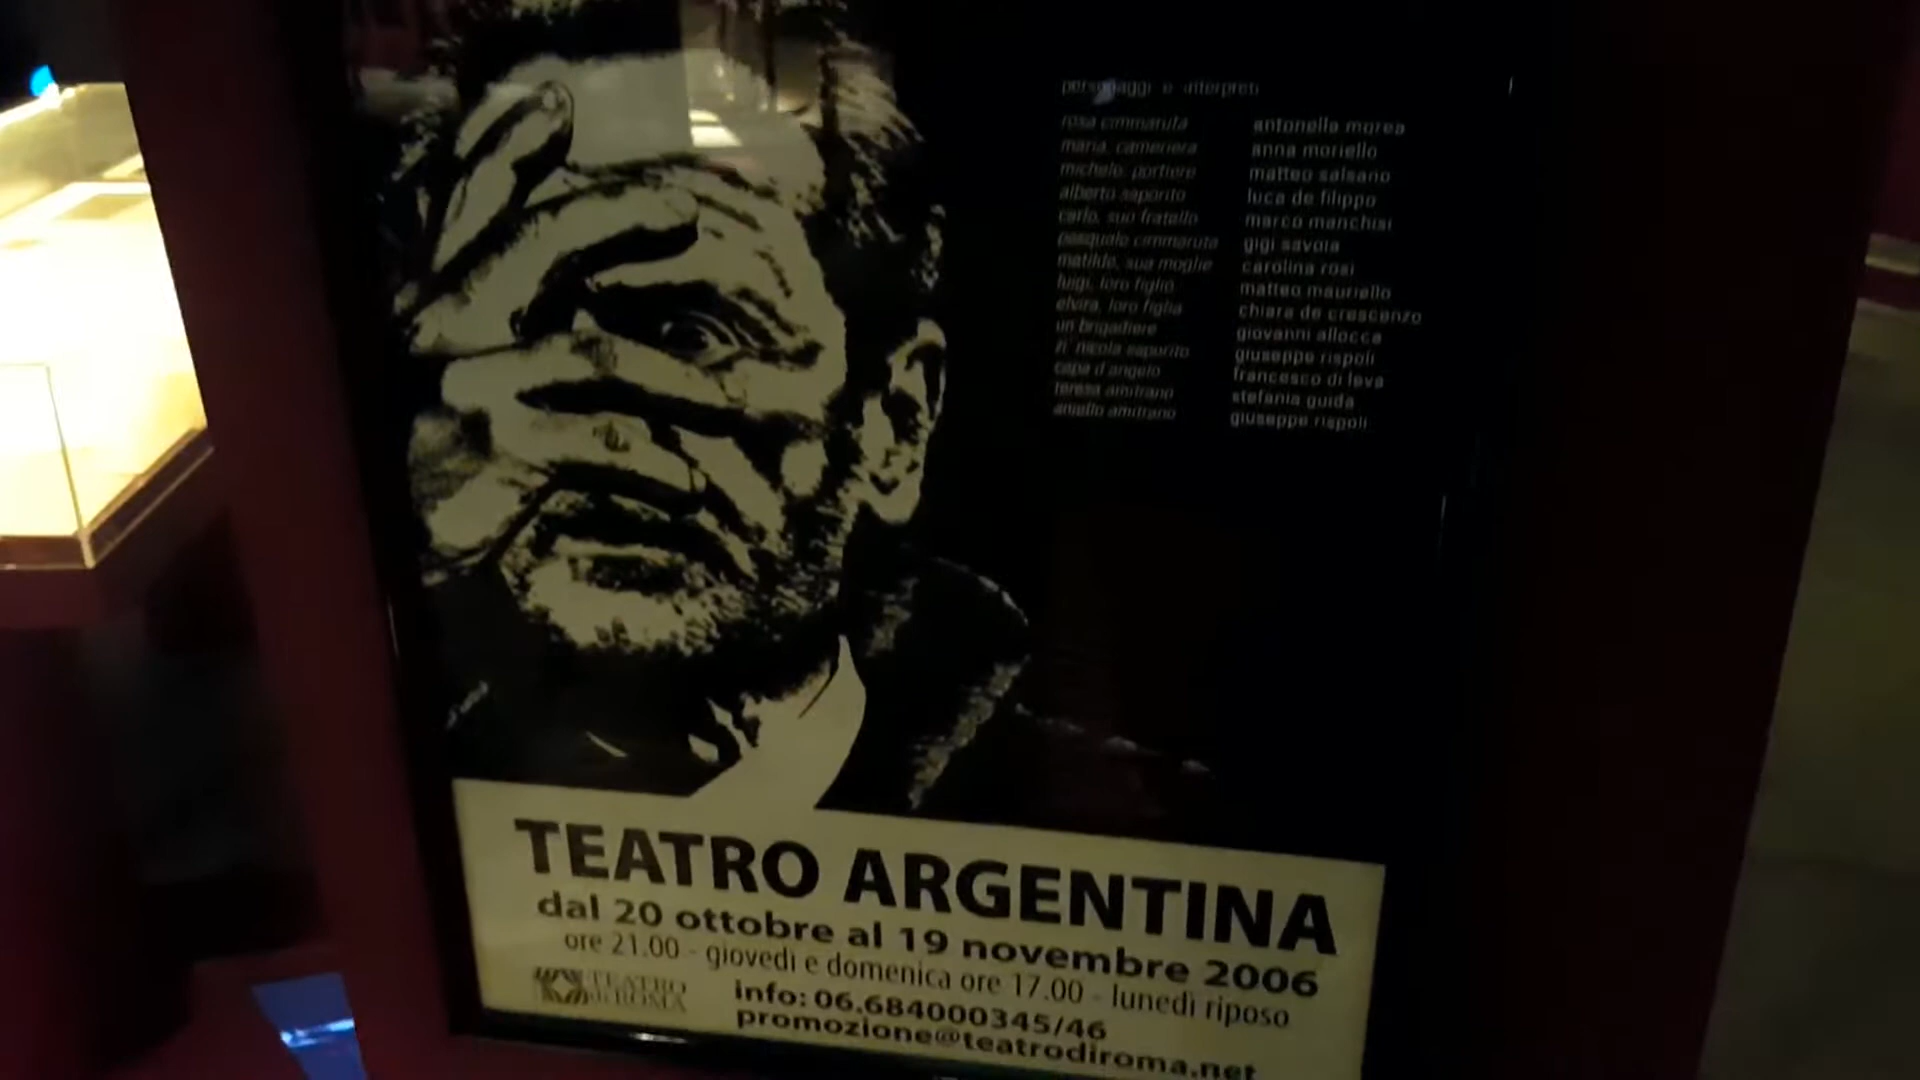 personaggi e interpreti
rosa cimmaruta antonella morea
maria, cameriera anna moriello
michele, portiere matteo salsano
alberto saporito luca de filippo
carlo, suo fratello marco manchisi
pasquale cimmaruta gigi savoia
matilde, sua moglie carolina rosi
luigi, loro figlio matteo mauriello
elvira, loro figlia chiara de crescenzo
un brigadiere giovanni allocca
zi' nicola saporito giuseppe rispoli
capa d'angelo francesco di leva
teresa amitrano stefania guida
aniello amitrano giuseppe rispoli
TEATRO ARGENTINA
dal 20 ottobre al 19 novembre 2006
ore 21.00 - giovedì e domenica ore 17.00 - lunedì riposo
TEATRO
di ROMA
info: 06.684000345/46
promozione@teatrodiroma.net